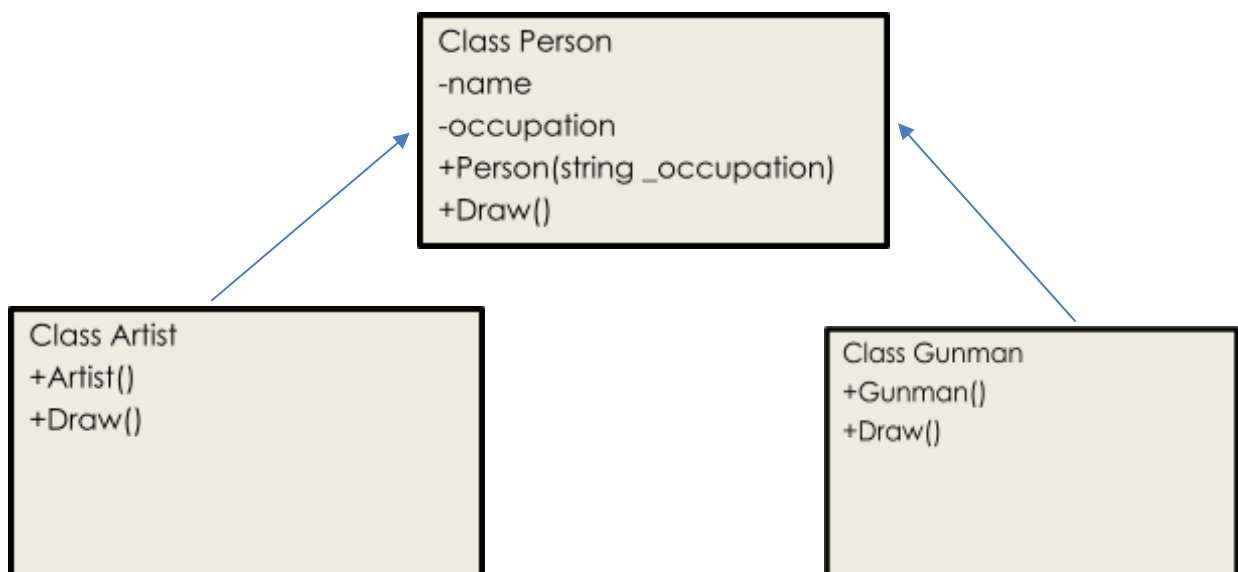 Class Person
-name
-occupation
+Person(string _occupation)
+Draw()
Class Artist
+Artist()
+Draw()
Class Gunman
+Gunman()
+Draw()